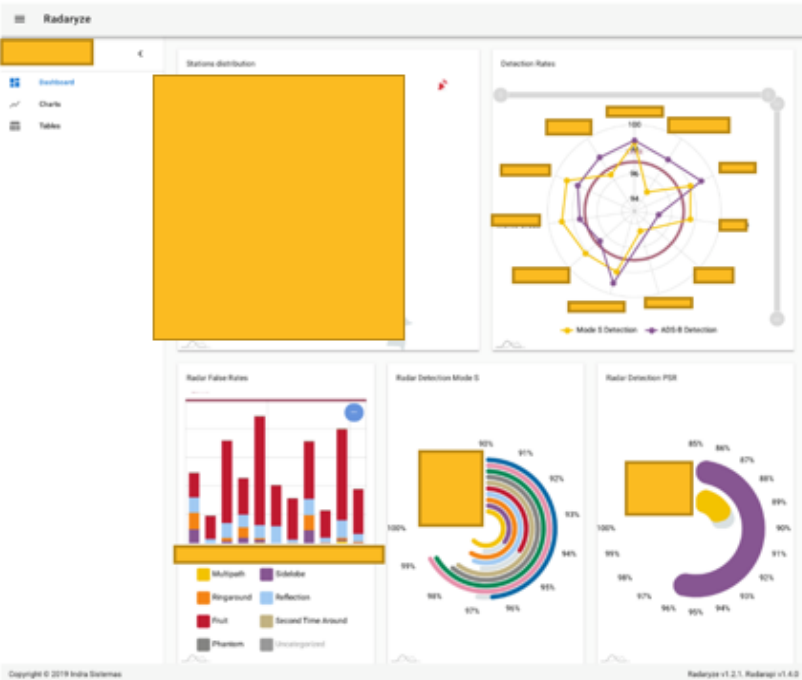 Radaryze
Dashboard
Charts
Tables
Stations distribution
Detection Rates
100
96
94
Mode S Detection
ADS-B Detection
Radar False Rates
Multipath
Sidelobe
Ringaround
Reflection
Fruit
Second Time Around
Phantom
Uncategorized
Radar Detection Mode S
90%
91%
92%
93%
94%
95%
96%
97%
98%
99%
100%
Radar Detection PSR
85%
86%
87%
88%
89%
90%
91%
92%
93%
94%
95%
96%
97%
98%
99%
100%
Copyright © 2019 Indra Sistemas
Radaryze v1.2.1. Radarapi v1.6.0